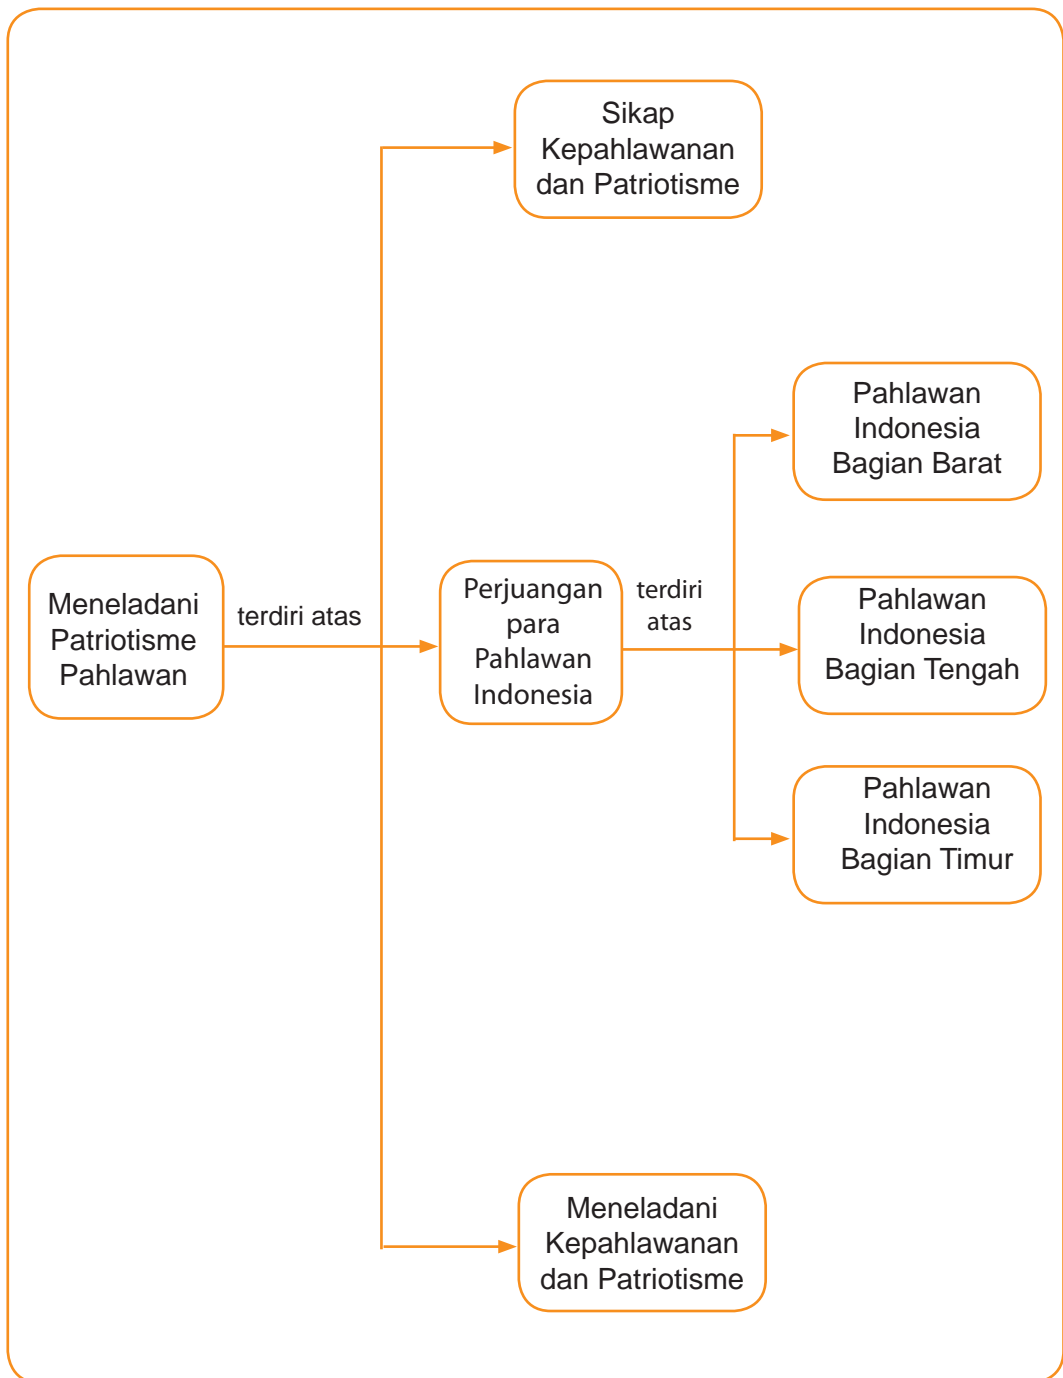 Sikap
Kepahlawanan
dan Patriotisme
Pahlawan
Indonesia
Bagian Barat
Meneladani
Patriotisme
Pahlawan
terdiri atas
Perjuangan
para
Pahlawan
Indonesia
terdiri
atas
Pahlawan
Indonesia
Bagian Tengah
Pahlawan
Indonesia
Bagian Timur
Meneladani
Kepahlawanan
dan Patriotisme